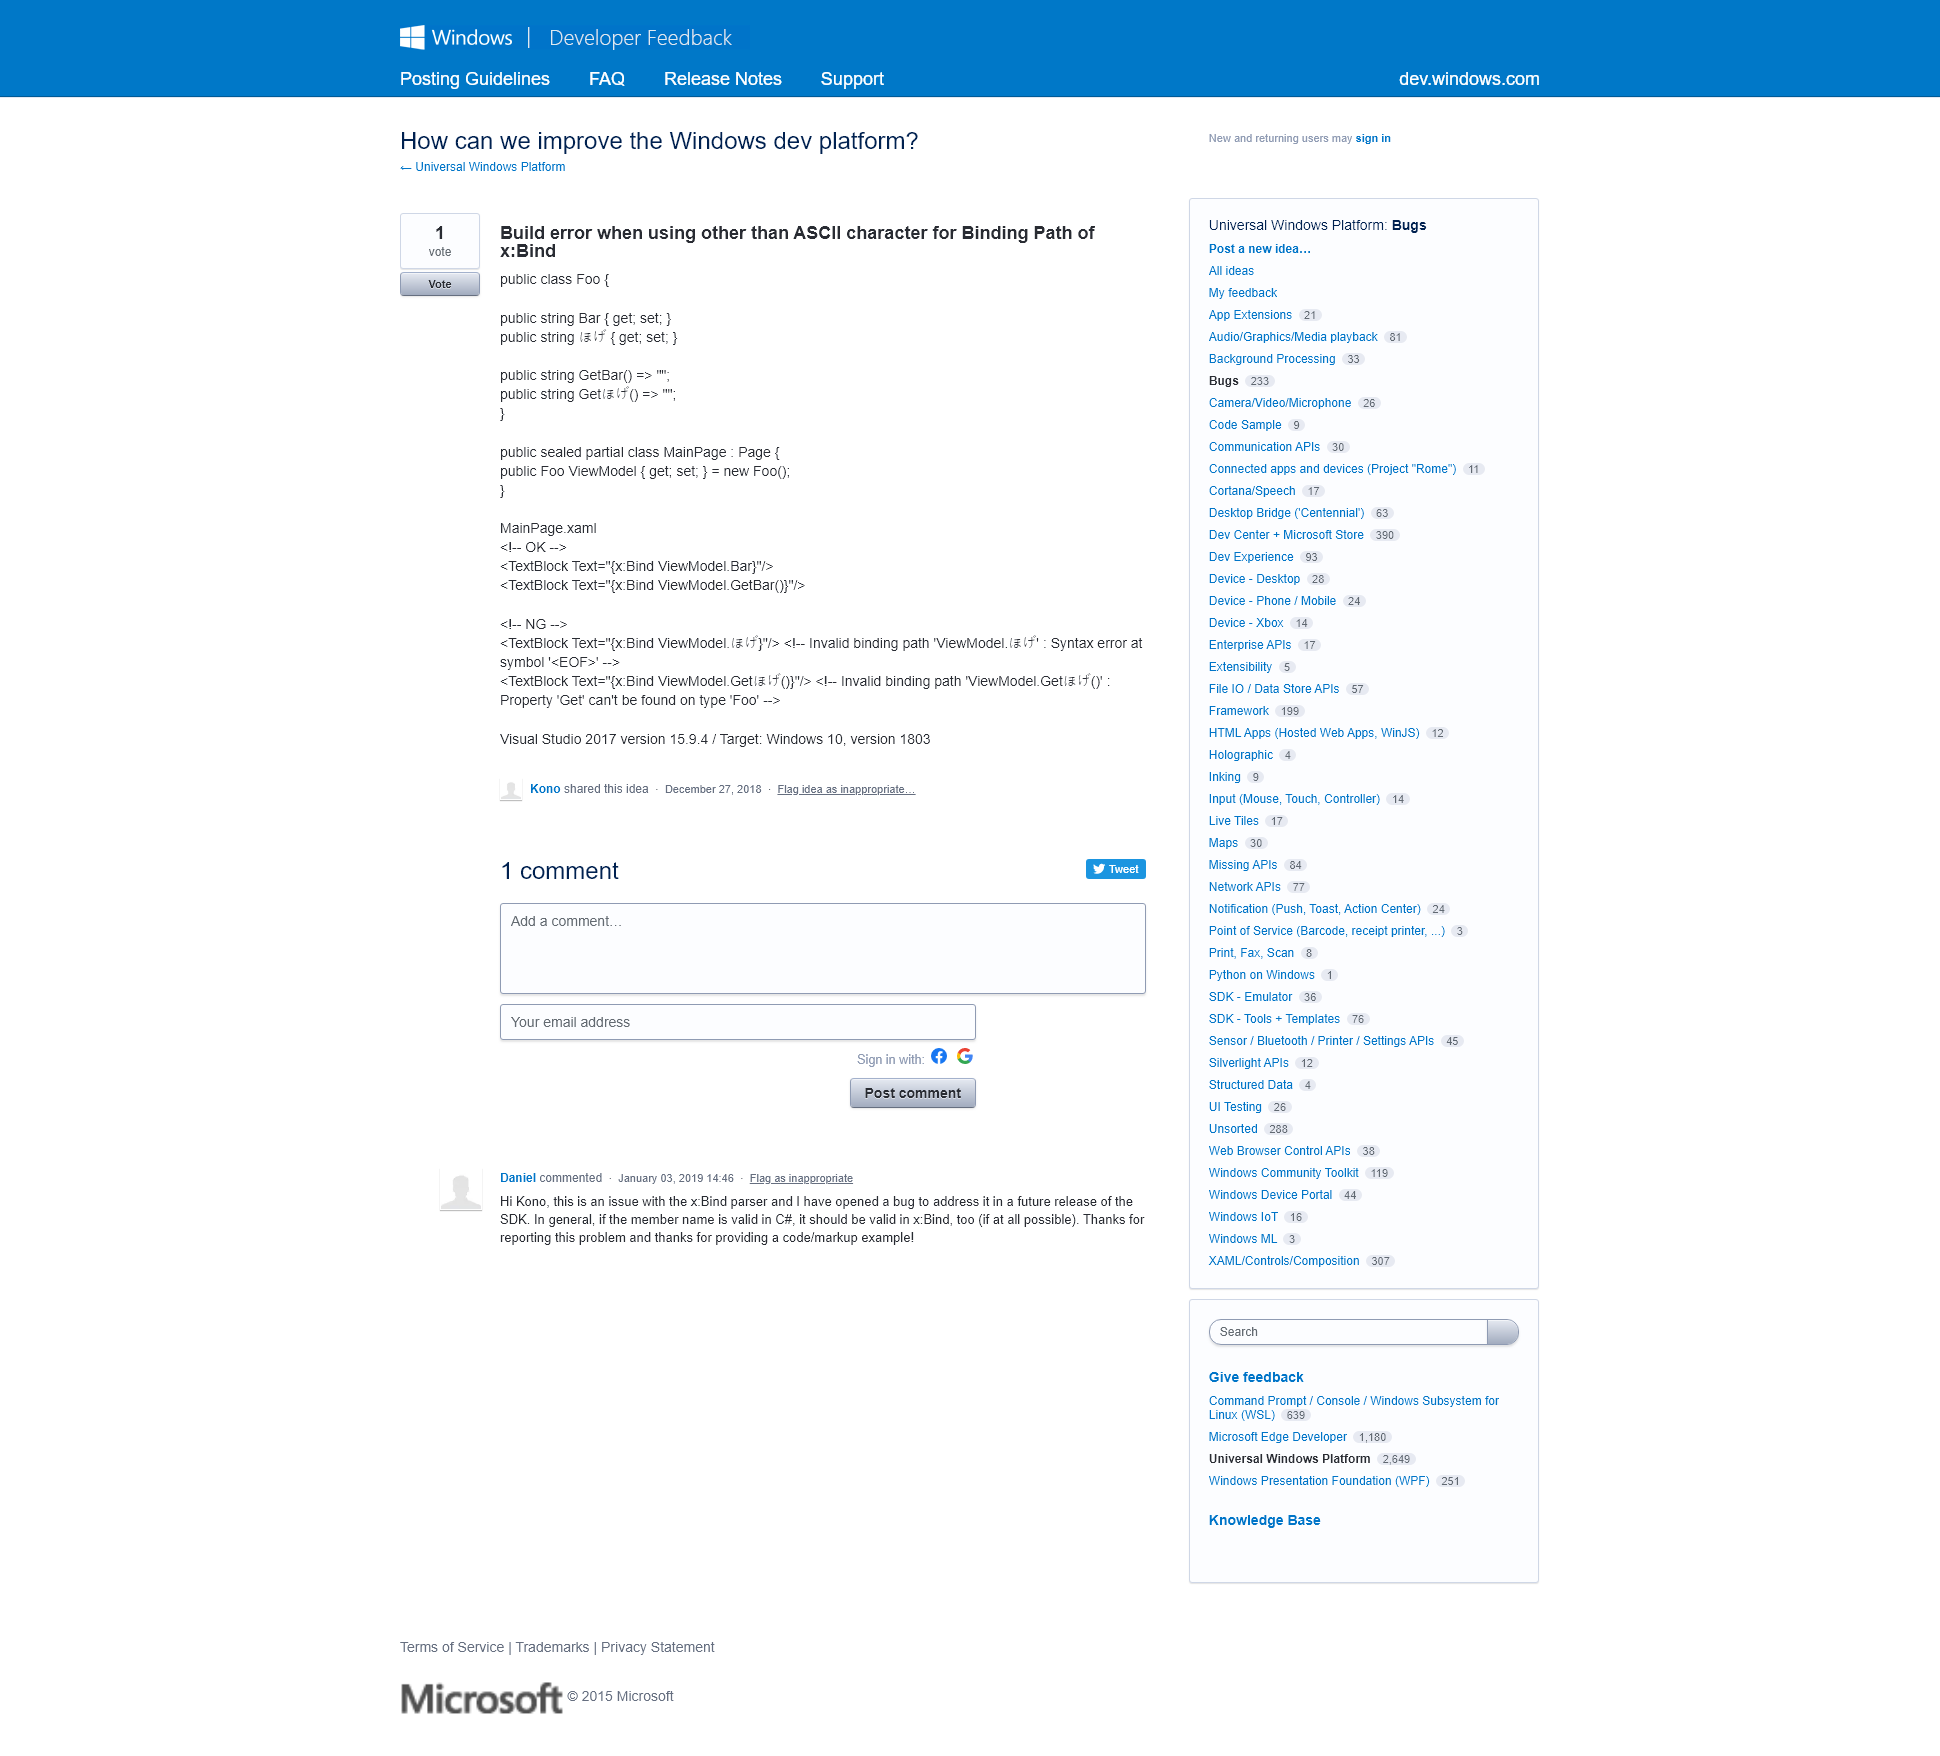 Windows | Developer Feedback
Posting Guidelines FAQ Release Notes Support dev.windows.com
How can we improve the Windows dev platform?
← Universal Windows Platform
New and returning users may sign in
1
vote
Vote
Build error when using other than ASCII character for Binding Path of
x:Bind
public class Foo {
public string Bar { get; set; }
public string ほげ { get; set; }
public string GetBar() => "";
public string Getほげ() => "";
}
public sealed partial class MainPage : Page {
public Foo ViewModel { get; set; } = new Foo();
}
MainPage.xaml
<!-- OK -->
<TextBlock Text="{x:Bind ViewModel.Bar}"/>
<TextBlock Text="{x:Bind ViewModel.GetBar()}"/>
<!-- NG -->
<TextBlock Text="{x:Bind ViewModel.ほげ}"/> <!-- Invalid binding path 'ViewModel.ほげ' : Syntax error at
symbol '<EOF>' -->
<TextBlock Text="{x:Bind ViewModel.Getほげ()}"/> <!-- Invalid binding path 'ViewModel.Getほげ()' :
Property 'Get' can't be found on type 'Foo' -->
Visual Studio 2017 version 15.9.4 / Target: Windows 10, version 1803
Kono shared this idea · December 27, 2018 · Flag idea as inappropriate…
1 comment
Tweet
Add a comment…
Your email address
Sign in with:
Post comment
Daniel commented · January 03, 2019 14:46 · Flag as inappropriate
Hi Kono, this is an issue with the x:Bind parser and I have opened a bug to address it in a future release of the
SDK. In general, if the member name is valid in C#, it should be valid in x:Bind, too (if at all possible). Thanks for
reporting this problem and thanks for providing a code/markup example!
Universal Windows Platform: Bugs
Post a new idea…
All ideas
My feedback
App Extensions 21
Audio/Graphics/Media playback 81
Background Processing 33
Bugs 233
Camera/Video/Microphone 26
Code Sample 9
Communication APIs 30
Connected apps and devices (Project "Rome") 11
Cortana/Speech 17
Desktop Bridge ('Centennial') 63
Dev Center + Microsoft Store 390
Dev Experience 93
Device - Desktop 28
Device - Phone / Mobile 24
Device - Xbox 14
Enterprise APIs 17
Extensibility 5
File IO / Data Store APIs 57
Framework 199
HTML Apps (Hosted Web Apps, WinJS) 12
Holographic 4
Inking 9
Input (Mouse, Touch, Controller) 14
Live Tiles 17
Maps 30
Missing APIs 84
Network APIs 77
Notification (Push, Toast, Action Center) 24
Point of Service (Barcode, receipt printer, ...) 3
Print, Fax, Scan 8
Python on Windows 1
SDK - Emulator 36
SDK - Tools + Templates 76
Sensor / Bluetooth / Printer / Settings APIs 45
Silverlight APIs 12
Structured Data 4
UI Testing 26
Unsorted 288
Web Browser Control APIs 38
Windows Community Toolkit 119
Windows Device Portal 44
Windows IoT 16
Windows ML 3
XAML/Controls/Composition 307
Search
Give feedback
Command Prompt / Console / Windows Subsystem for
Linux (WSL) 639
Microsoft Edge Developer 1,180
Universal Windows Platform 2,649
Windows Presentation Foundation (WPF) 251
Knowledge Base
Terms of Service | Trademarks | Privacy Statement
Microsoft © 2015 Microsoft